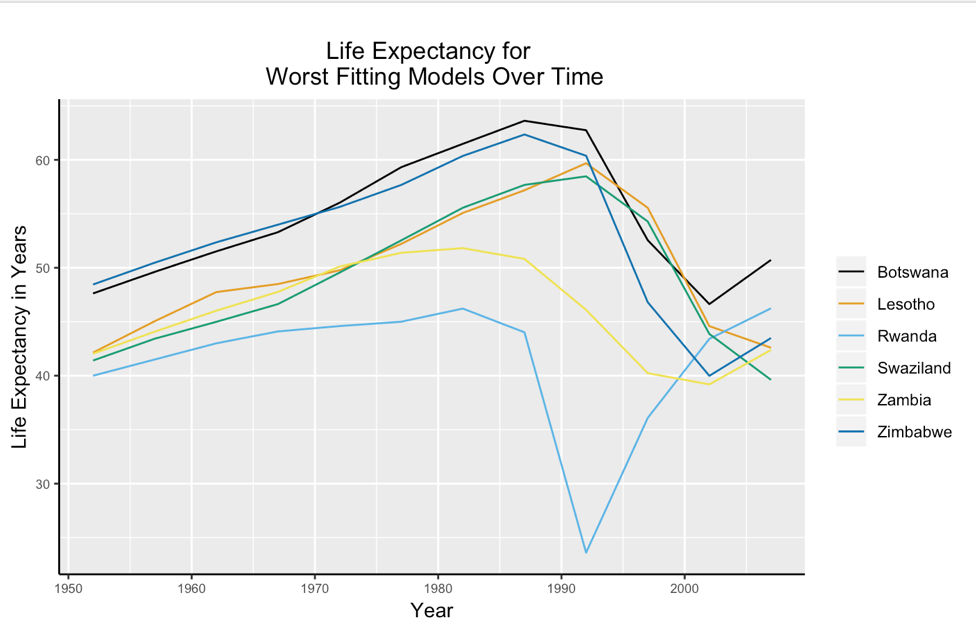 Life Expectancy for
Worst Fitting Models Over Time
Life Expectancy in Years
60
50
40
30
1950 1960 1970 1980 1990 2000
Year
Botswana
Lesotho
Rwanda
Swaziland
Zambia
Zimbabwe